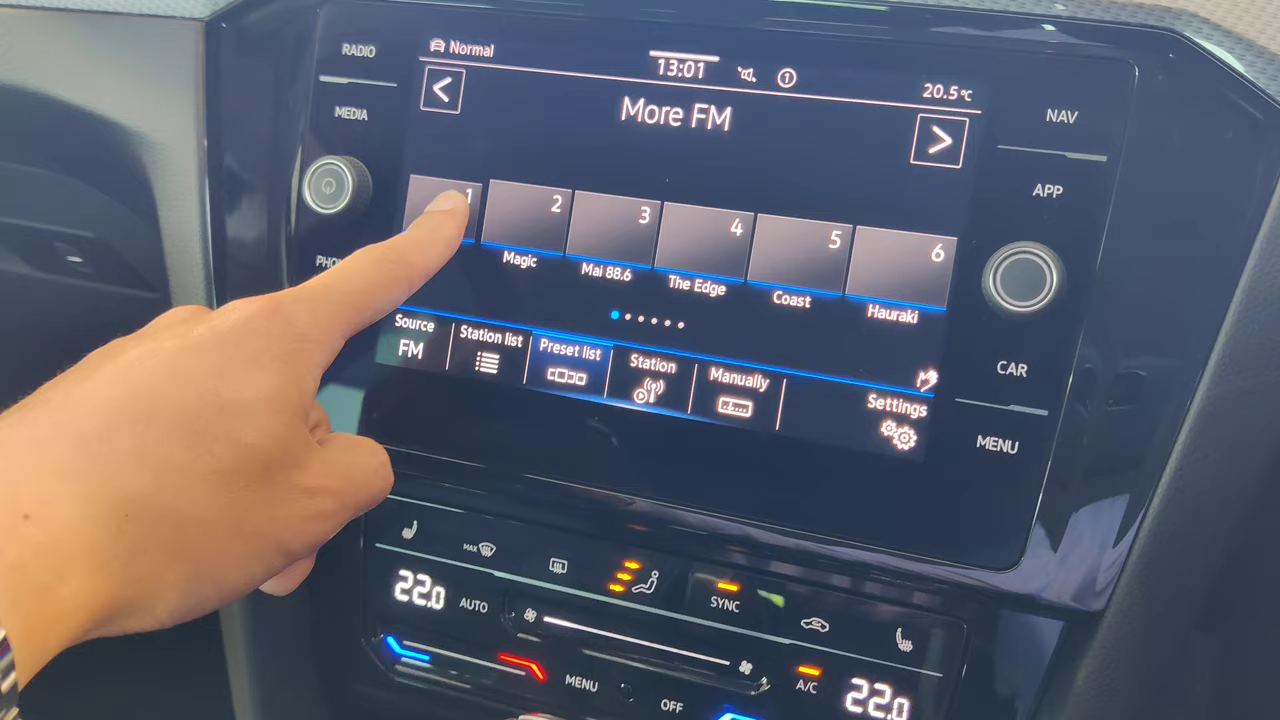 RADIO
MEDIA
Normal
13:01
1
20.5°C
More FM
NAV
APP
CAR
MENU
1
2
3
4
5
6
Magic
Mai 88.6
The Edge
Coast
Hauraki
Source
FM
Station list
Preset list
Station
Manually
Settings
MAX
22.0
AUTO
SYNC
MENU
OFF
A/C
22.0